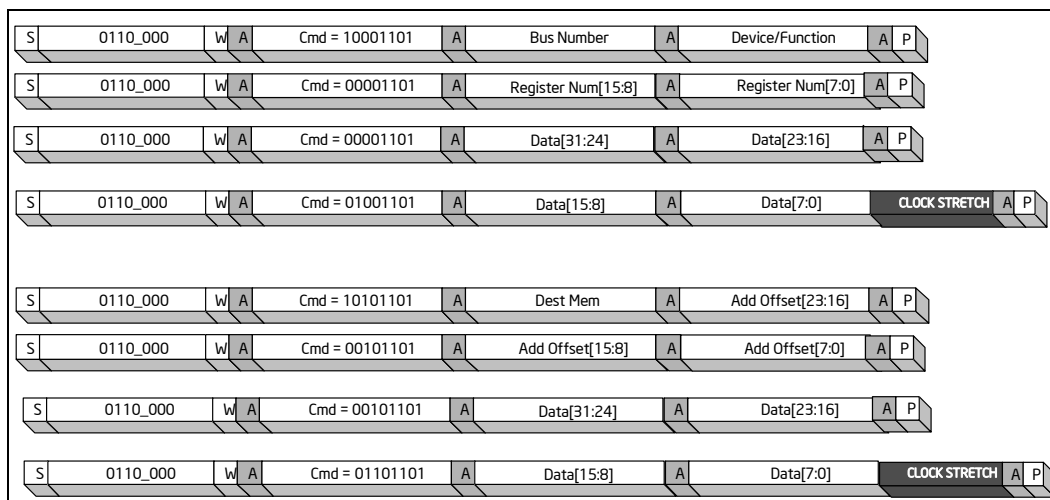 S 0110_000 W A Cmd = 10001101 A Bus Number A Device/Function A P
S 0110_000 W A Cmd = 00001101 A Register Num[15:8] A Register Num[7:0] A P
S 0110_000 W A Cmd = 00001101 A Data[31:24] A Data[23:16] A P
S 0110_000 W A Cmd = 01001101 A Data[15:8] A Data[7:0] CLOCK STRETCH A P
S 0110_000 W A Cmd = 10101101 A Dest Mem A Add Offset[23:16] A P
S 0110_000 W A Cmd = 00101101 A Add Offset[15:8] A Add Offset[7:0] A P
S 0110_000 W A Cmd = 00101101 A Data[31:24] A Data[23:16] A P
S 0110_000 W A Cmd = 01101101 A Data[15:8] A Data[7:0] CLOCK STRETCH A P